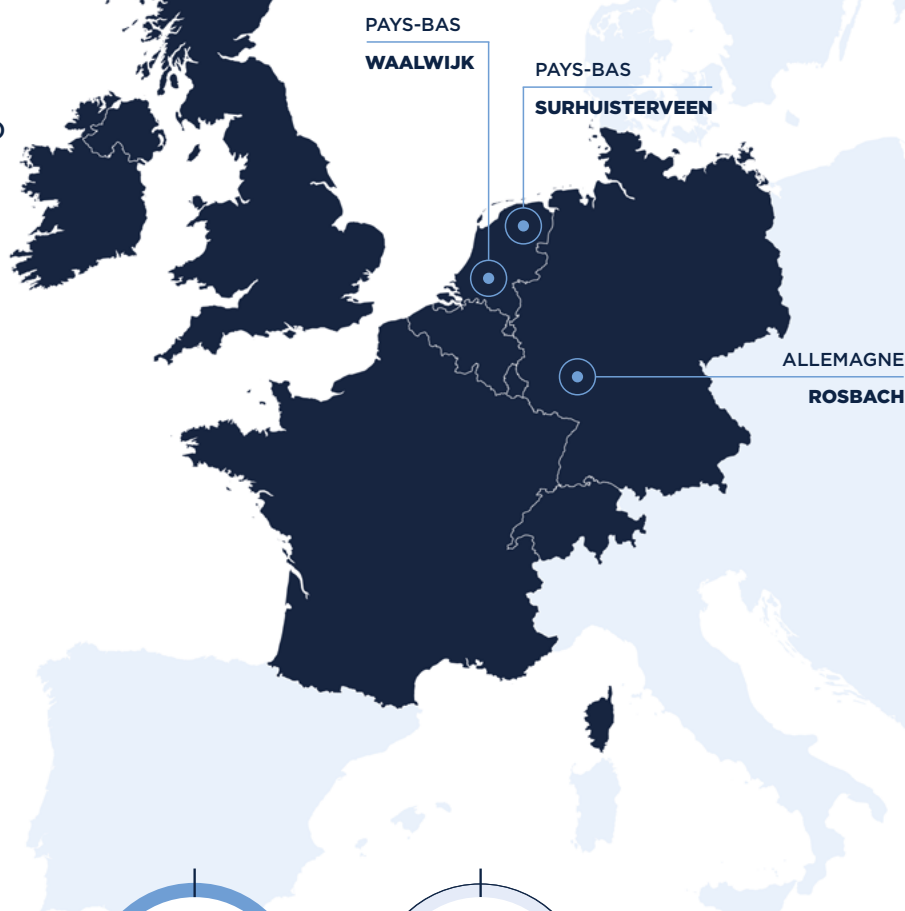 PAYS-BAS
WAALWIJK
PAYS-BAS
SURHUISTERVEEN
ALLEMAGNE
ROSBACH